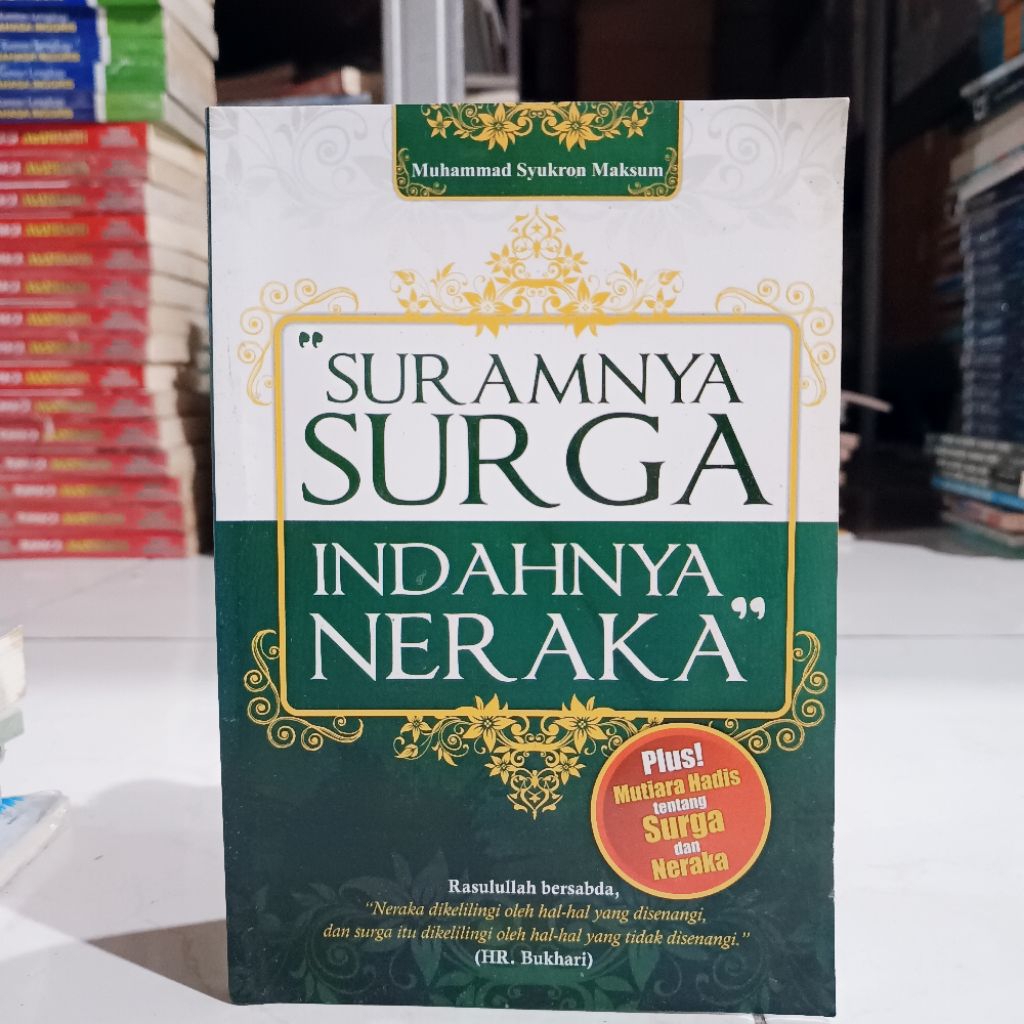 Muhammad Syukron Maksum
"SURAMNYA
SURGA
INDAHNYA
NERAKA"
Plus!
Mutiara Hadis
tentang
Surga
dan
Neraka
Rasulullah bersabda,
"Neraka dikelilingi oleh hal-hal yang disenangi,
dan surga itu dikelilingi oleh hal-hal yang tidak disenangi."
(HR. Bukhari)